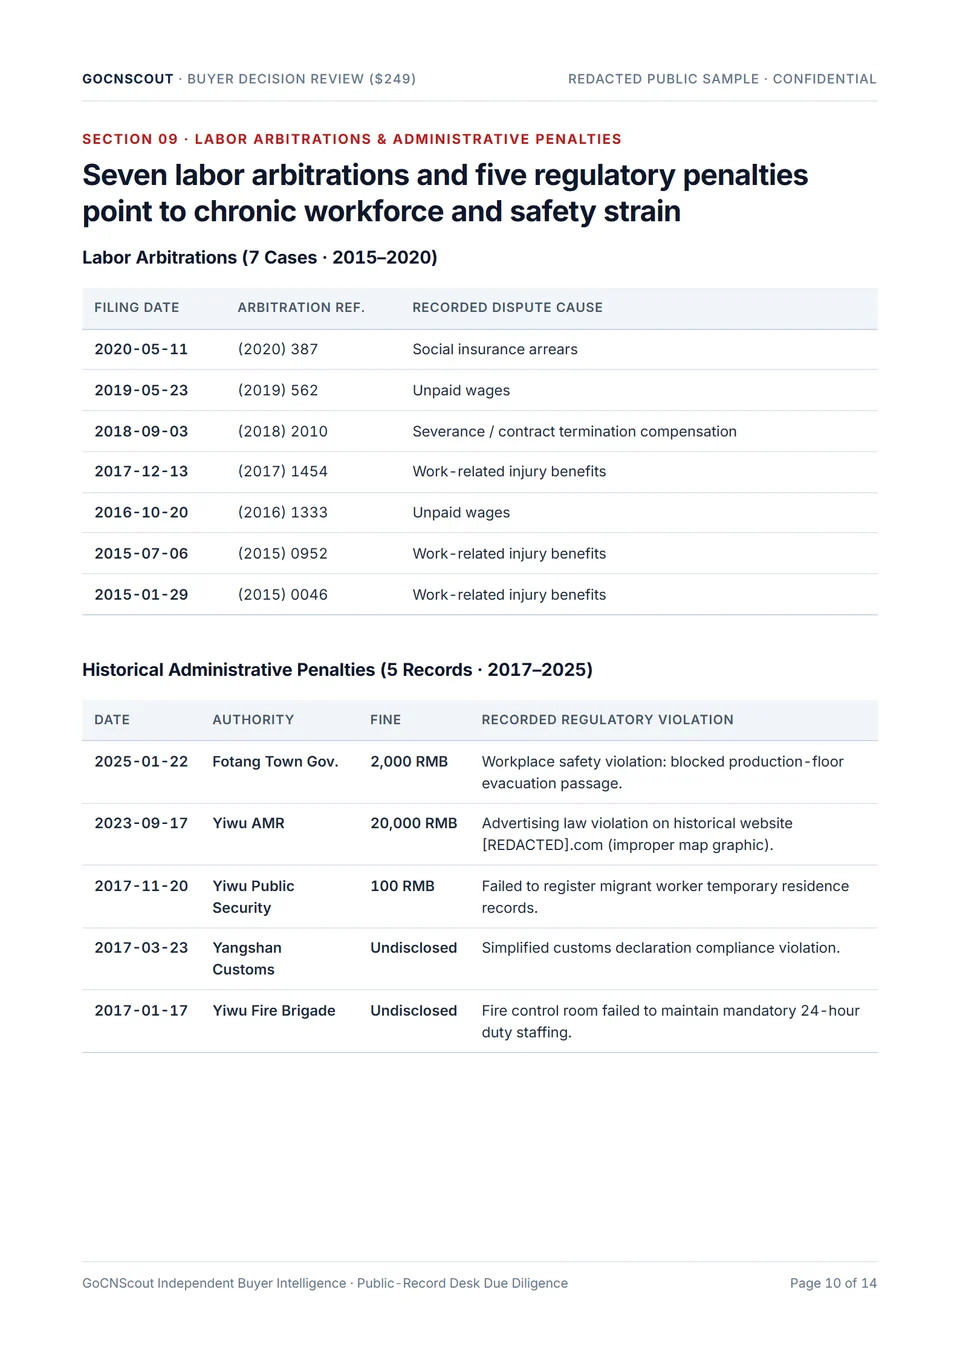 GOCNSCOUT · BUYER DECISION REVIEW ($249)
REDACTED PUBLIC SAMPLE · CONFIDENTIAL
SECTION 09 · LABOR ARBITRATIONS & ADMINISTRATIVE PENALTIES
Seven labor arbitrations and five regulatory penalties
point to chronic workforce and safety strain
Labor Arbitrations (7 Cases · 2015–2020)
FILING DATE ARBITRATION REF. RECORDED DISPUTE CAUSE
2020-05-11 (2020) 387 Social insurance arrears
2019-05-23 (2019) 562 Unpaid wages
2018-09-03 (2018) 2010 Severance / contract termination compensation
2017-12-13 (2017) 1454 Work-related injury benefits
2016-10-20 (2016) 1333 Unpaid wages
2015-07-06 (2015) 0952 Work-related injury benefits
2015-01-29 (2015) 0046 Work-related injury benefits
Historical Administrative Penalties (5 Records · 2017–2025)
DATE AUTHORITY FINE RECORDED REGULATORY VIOLATION
2025-01-22 Fotang Town Gov. 2,000 RMB Workplace safety violation: blocked production-floor
evacuation passage.
2023-09-17 Yiwu AMR 20,000 RMB Advertising law violation on historical website
[REDACTED].com (improper map graphic).
2017-11-20 Yiwu Public 100 RMB Failed to register migrant worker temporary residence
Security records.
2017-03-23 Yangshan Undisclosed Simplified customs declaration compliance violation.
Customs
2017-01-17 Yiwu Fire Brigade Undisclosed Fire control room failed to maintain mandatory 24-hour
duty staffing.
GoCNScout Independent Buyer Intelligence · Public-Record Desk Due Diligence
Page 10 of 14